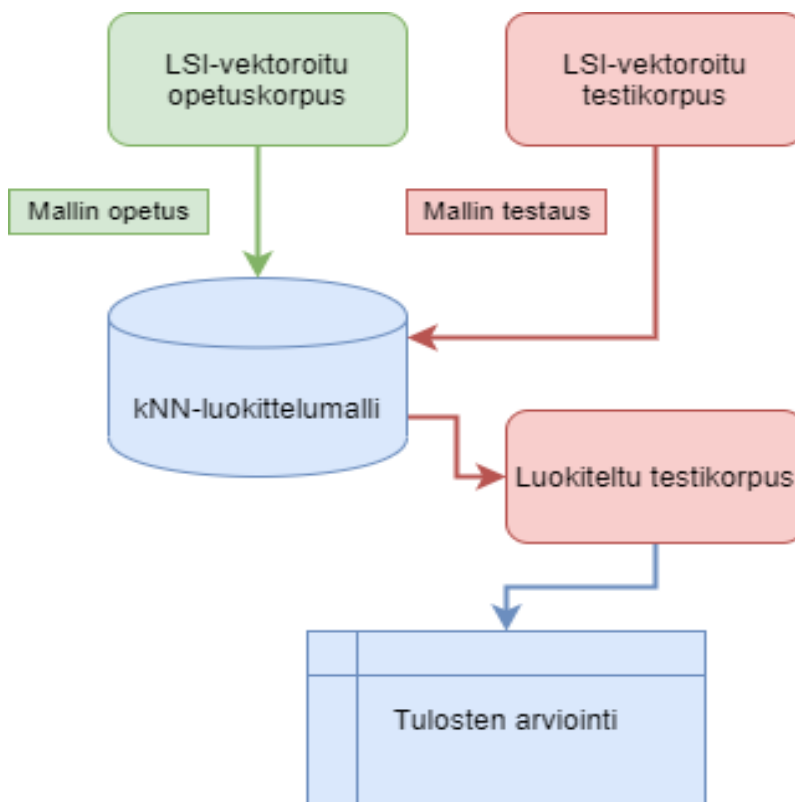 LSI-vektoroitu
opetuskorpus
LSI-vektoroitu
testikorpus
Mallin opetus
Mallin testaus
kNN-luokittelumalli
Luokiteltu testikorpus
Tulosten arviointi